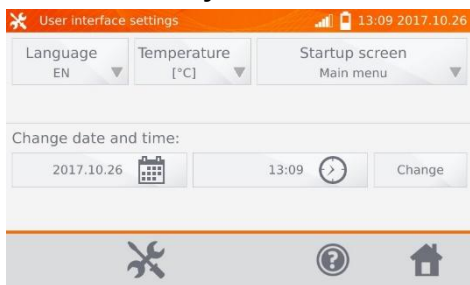 User interface settings 13:09 2017.10.26
Language Temperature Startup screen
EN [°C] Main menu
Change date and time:
2017.10.26 13:09 Change